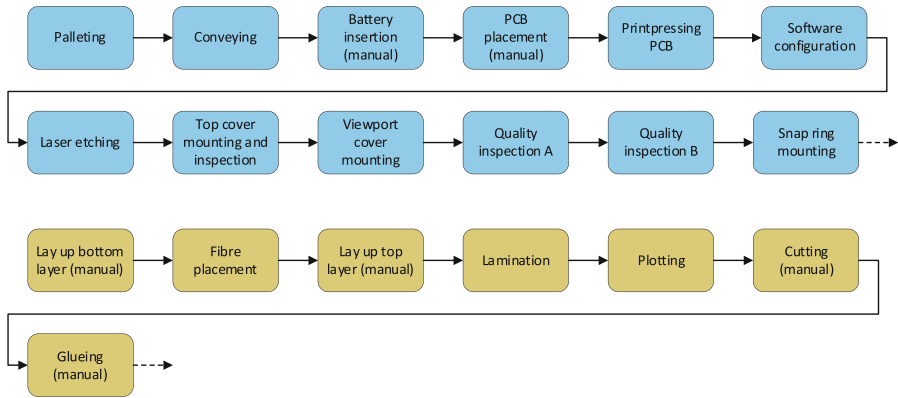 Palleting
Conveying
Battery
insertion
(manual)
PCB
placement
(manual)
Printpressing
PCB
Software
configuration
Laser etching
Top cover
mounting and
inspection
Viewport
cover
mounting
Quality
inspection A
Quality
inspection B
Snap ring
mounting
Lay up bottom
layer (manual)
Fibre
placement
Lay up top
layer (manual)
Lamination
Plotting
Cutting
(manual)
Glueing
(manual)